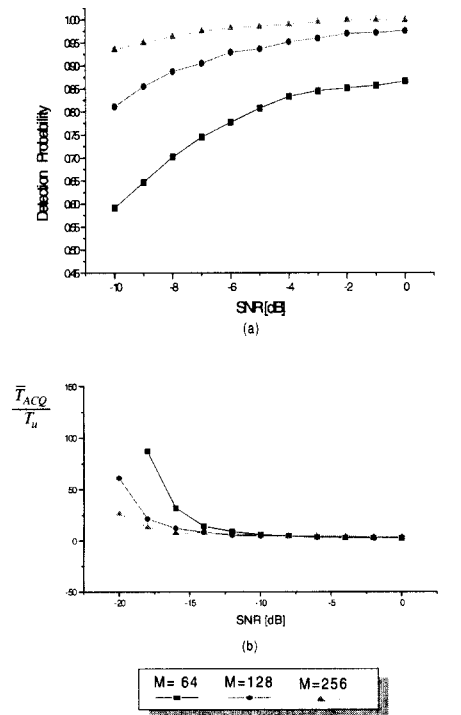 1.00
0.95
0.90
0.85
0.80
0.75
0.70
0.65
0.60
0.55
0.50
0.45
Detection Probability
-10 -8 -6 -4 -2 0
SNR[dB]
(a)
T̅_ACQ
T_u
150
100
50
0
-50
-20 -15 -10 -5 0
SNR [dB]
(b)
M= 64 M=128 M=256